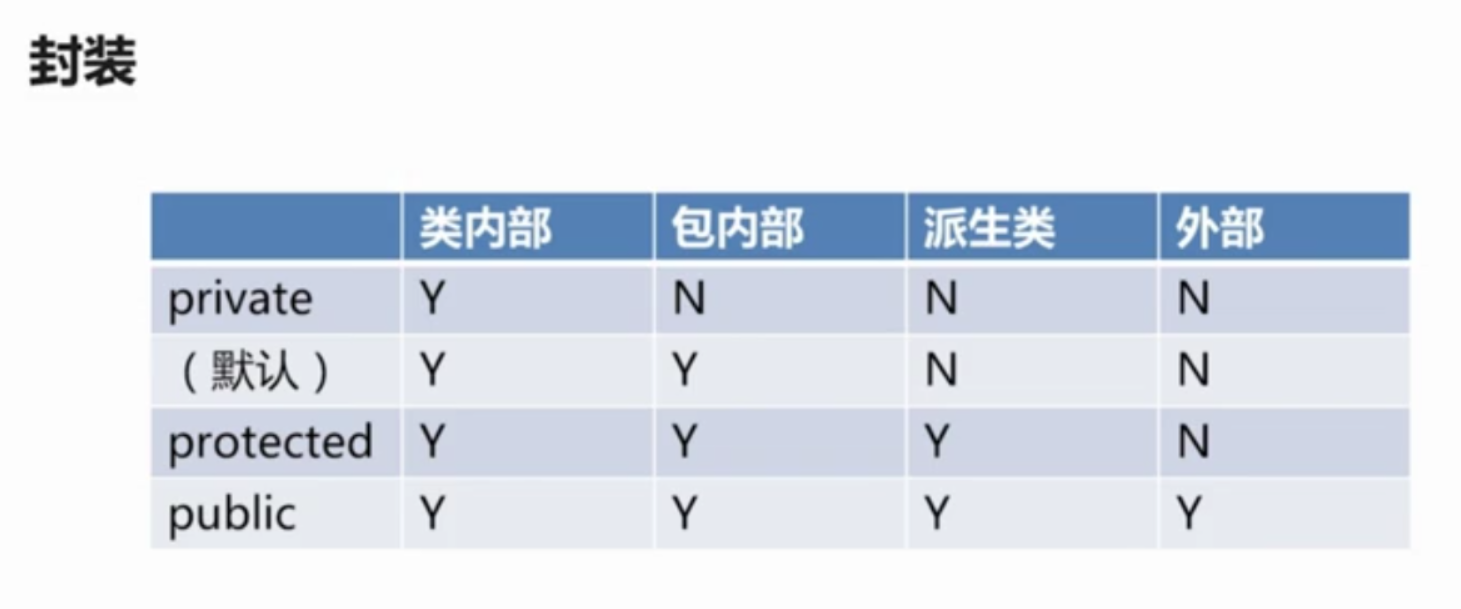 封装
类内部 包内部 派生类 外部
private Y N N N
（默认） Y Y N N
protected Y Y Y N
public Y Y Y Y